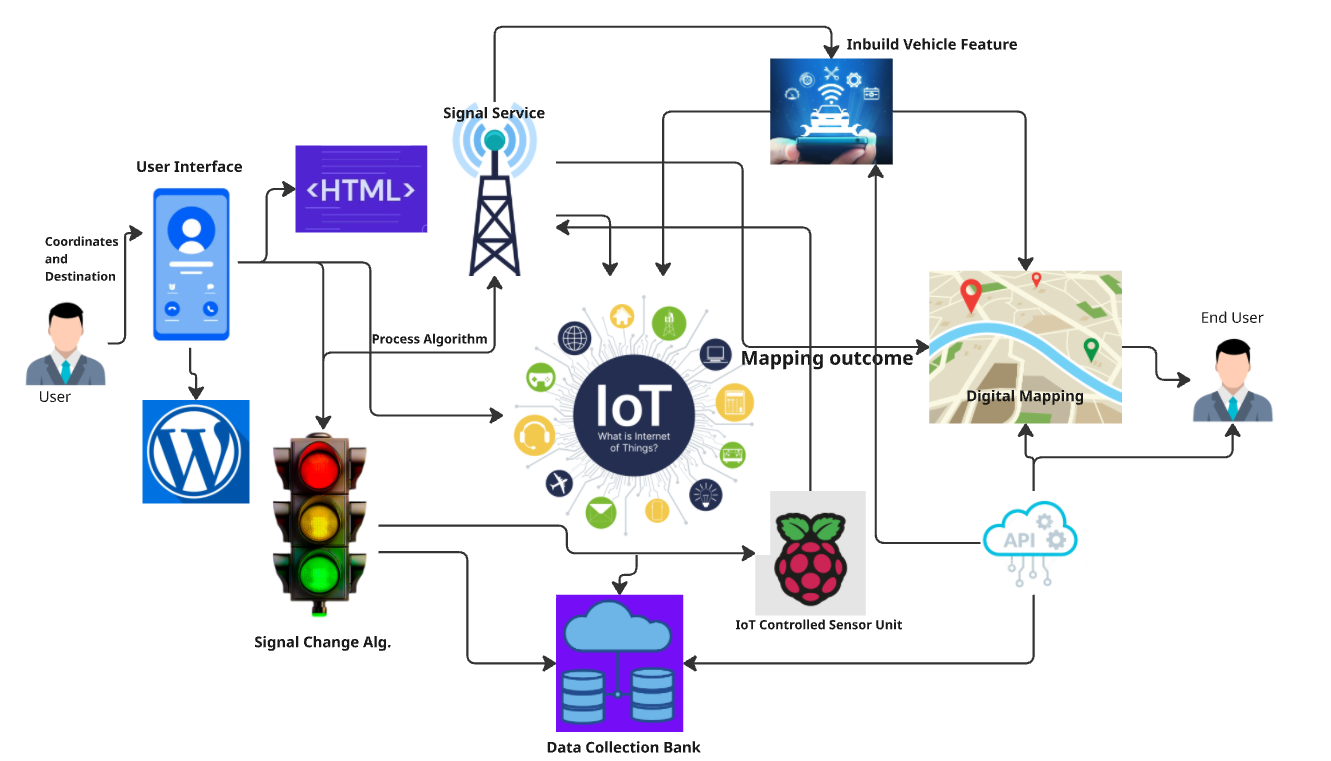 Inbuild Vehicle Feature
Signal Service
User Interface
<HTML>
Coordinates
and
Destination
User
Process Algorithm
IoT
What is Internet
of Things?
Mapping outcome
Digital Mapping
End User
API
IoT Controlled Sensor Unit
Signal Change Alg.
Data Collection Bank